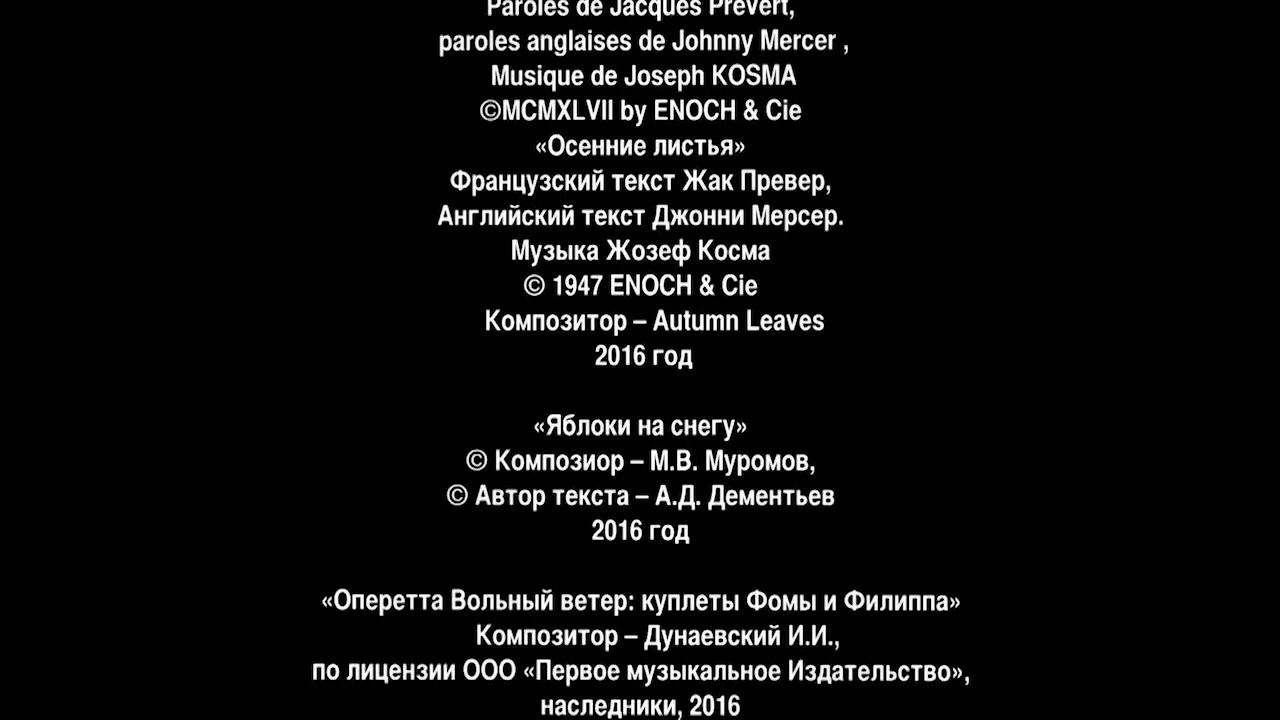 Paroles de Jacques Prévert,
paroles anglaises de Johnny Mercer ,
Musique de Joseph KOSMA
©MCMXLVII by ENOCH & Cie
«Осенние листья»
Французский текст Жак Превер,
Английский текст Джонни Мерсер.
Музыка Жозеф Косма
© 1947 ENOCH & Cie
Композитор – Autumn Leaves
2016 год
«Яблоки на снегу»
© Композиор – М.В. Муромов,
© Автор текста – А.Д. Дементьев
2016 год
«Оперетта Вольный ветер: куплеты Фомы и Филиппа»
Композитор – Дунаевский И.И.,
по лицензии ООО «Первое музыкальное Издательство»,
наследники, 2016